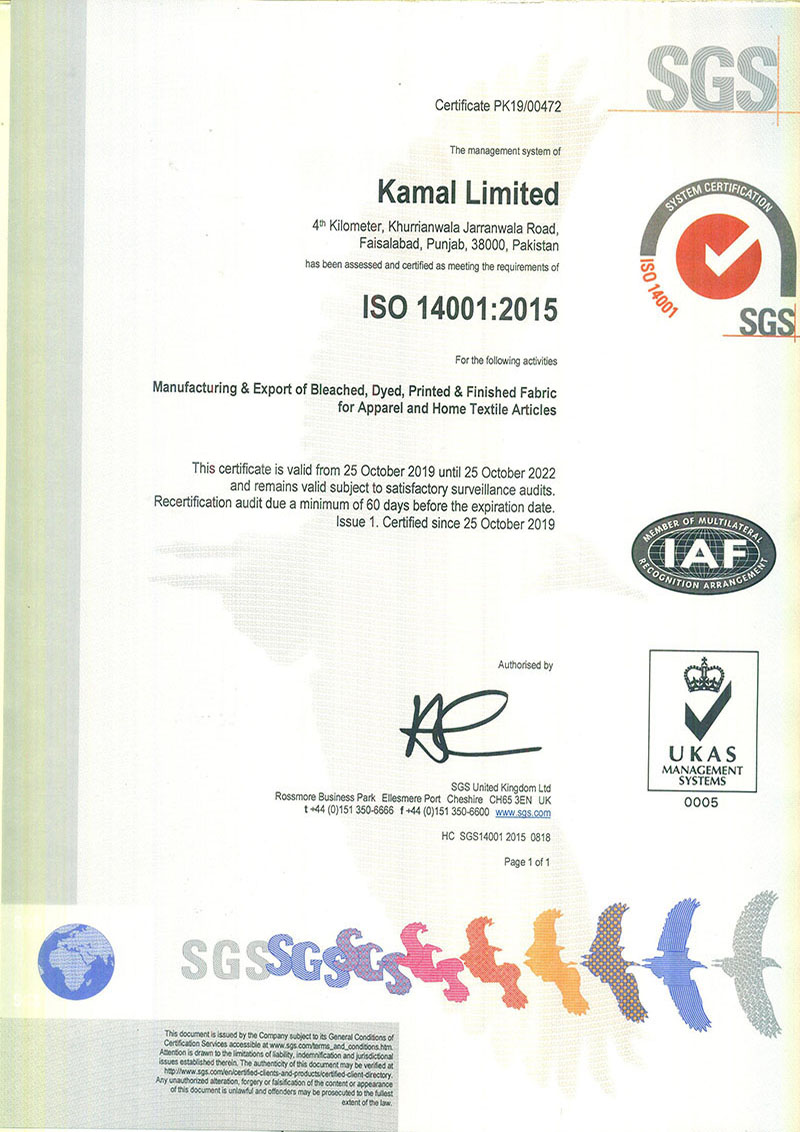 SGS
Certificate PK19/00472
The management system of
Kamal Limited
4th Kilometer, Khurrianwala Jarranwala Road,
Faisalabad, Punjab, 38000, Pakistan
has been assessed and certified as meeting the requirements of
ISO 14001:2015
For the following activities
Manufacturing & Export of Bleached, Dyed, Printed & Finished Fabric
for Apparel and Home Textile Articles
This certificate is valid from 25 October 2019 until 25 October 2022
and remains valid subject to satisfactory surveillance audits.
Recertification audit due a minimum of 60 days before the expiration date.
Issue 1. Certified since 25 October 2019
SYSTEM CERTIFICATION
ISO 14001
SGS
MEMBER OF MULTILATERAL
IAF
RECOGNITION ARRANGEMENT
Authorised by
SGS United Kingdom Ltd
Rossmore Business Park Ellesmere Port Cheshire CH65 3EN UK
t +44 (0)151 350-6666 f +44 (0)151 350-6600 www.sgs.com
HC SGS14001 2015 0818
Page 1 of 1
UKAS
MANAGEMENT
SYSTEMS
0005
SGS SGS SGS
This document is issued by the Company subject to its General Conditions of
Certification Services accessible at www.sgs.com/terms_and_conditions.htm.
Attention is drawn to the limitations of liability, indemnification and jurisdictional
issues established therein. The authenticity of this document may be verified at
http://www.sgs.com/en/certified-clients-and-products/certified-client-directory.
Any unauthorized alteration, forgery or falsification of the content or appearance
of this document is unlawful and offenders may be prosecuted to the fullest
extent of the law.